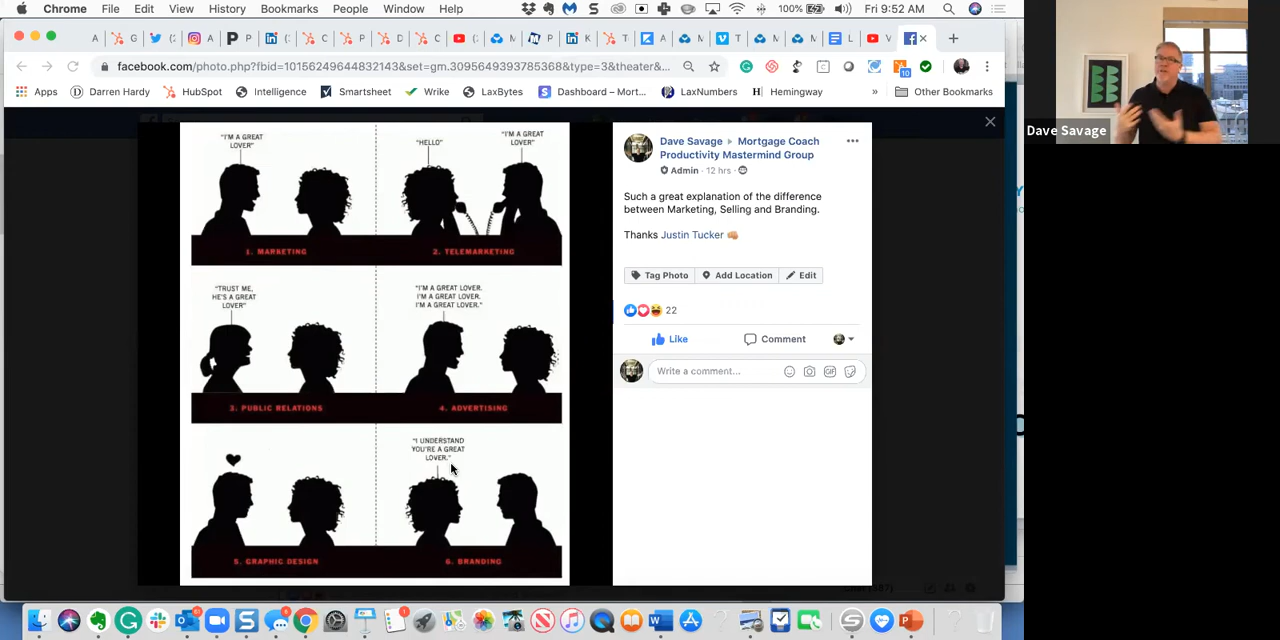 Chrome File Edit View History Bookmarks People Window Help 100% Fri 9:52 AM
facebook.com/photo.php?fbid=10156249644832143&set=gm.3096949393785368&type=3&theater&...
10
Apps Darren Hardy HubSpot Intelligence Smartsheet Wrike LaxBytes Dashboard – Mort... LaxNumbers Hemingway » Other Bookmarks
Dave Savage
"I'M A GREAT
LOVER"
"HELLO"
"I'M A GREAT
LOVER"
1. MARKETING
2. TELEMARKETING
"TRUST ME,
HE'S A GREAT
LOVER"
"I'M A GREAT LOVER.
I'M A GREAT LOVER.
I'M A GREAT LOVER."
3. PUBLIC RELATIONS
4. ADVERTISING
"I UNDERSTAND
YOU'RE A GREAT
LOVER."
5. GRAPHIC DESIGN
6. BRANDING
Dave Savage Mortgage Coach
Productivity Mastermind Group
Admin · 12 hrs ·
Such a great explanation of the difference
between Marketing, Selling and Branding.
Thanks Justin Tucker
Tag Photo Add Location Edit
22
Like Comment
Write a comment...
GIF